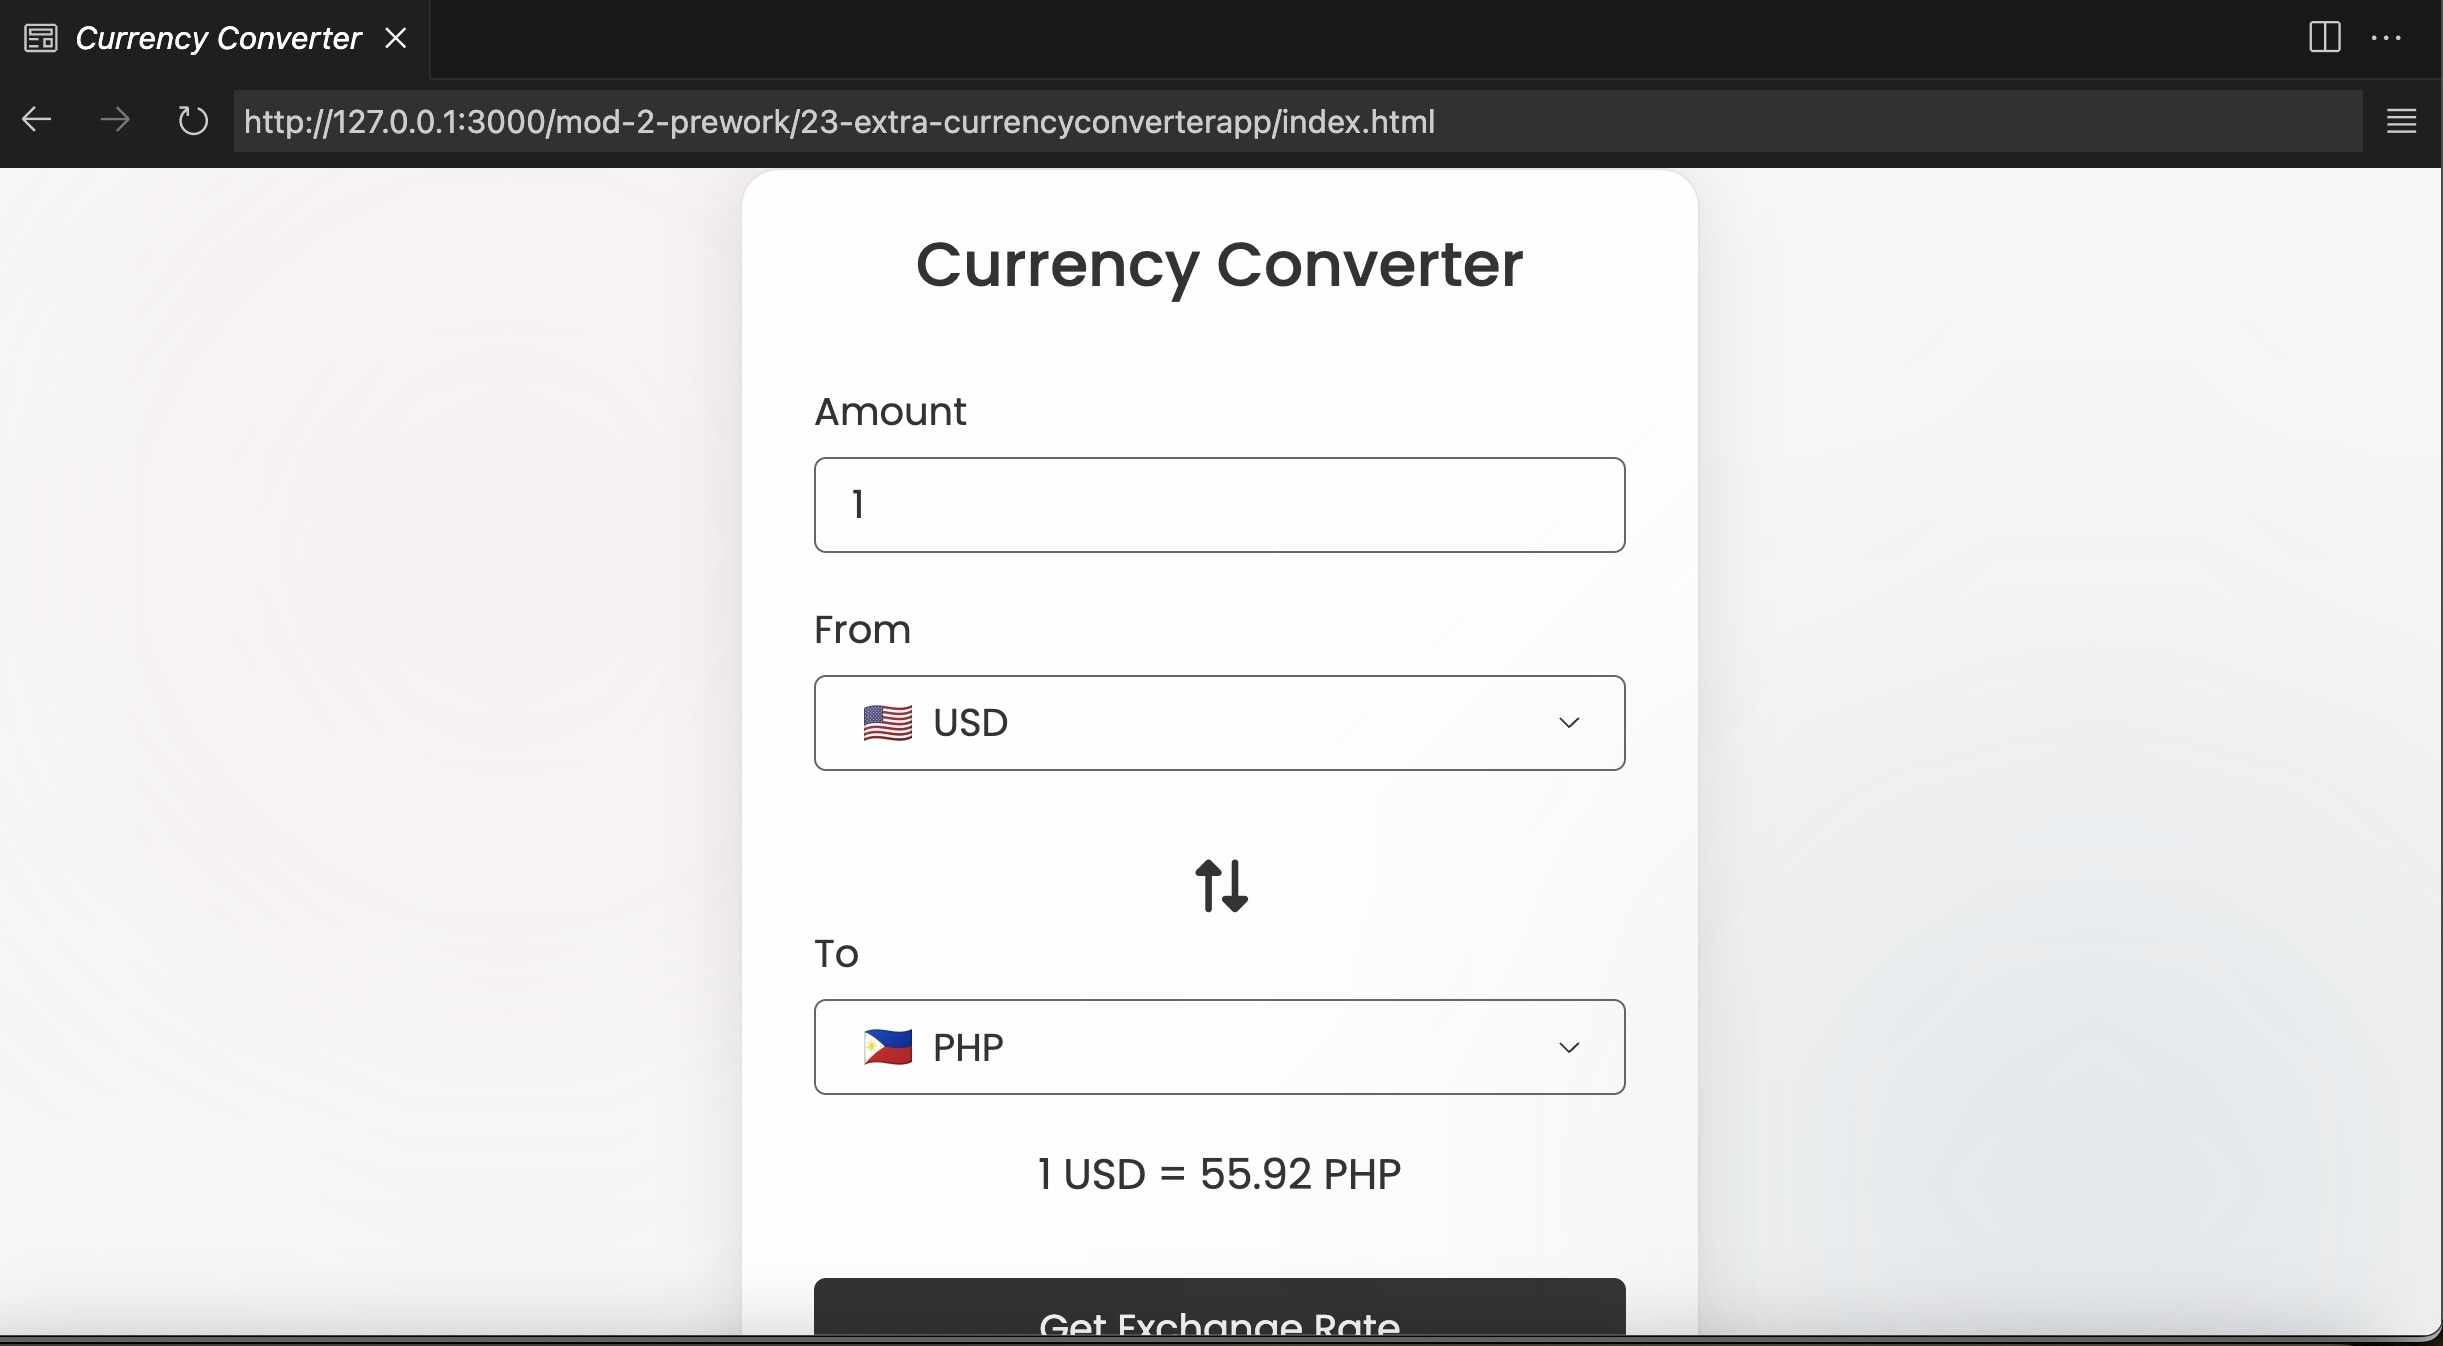 Currency Converter
http://127.0.0.1:3000/mod-2-prework/23-extra-currencyconverterapp/index.html
Currency Converter
Amount
1
From
USD
To
PHP
1 USD = 55.92 PHP
Get Exchange Rate